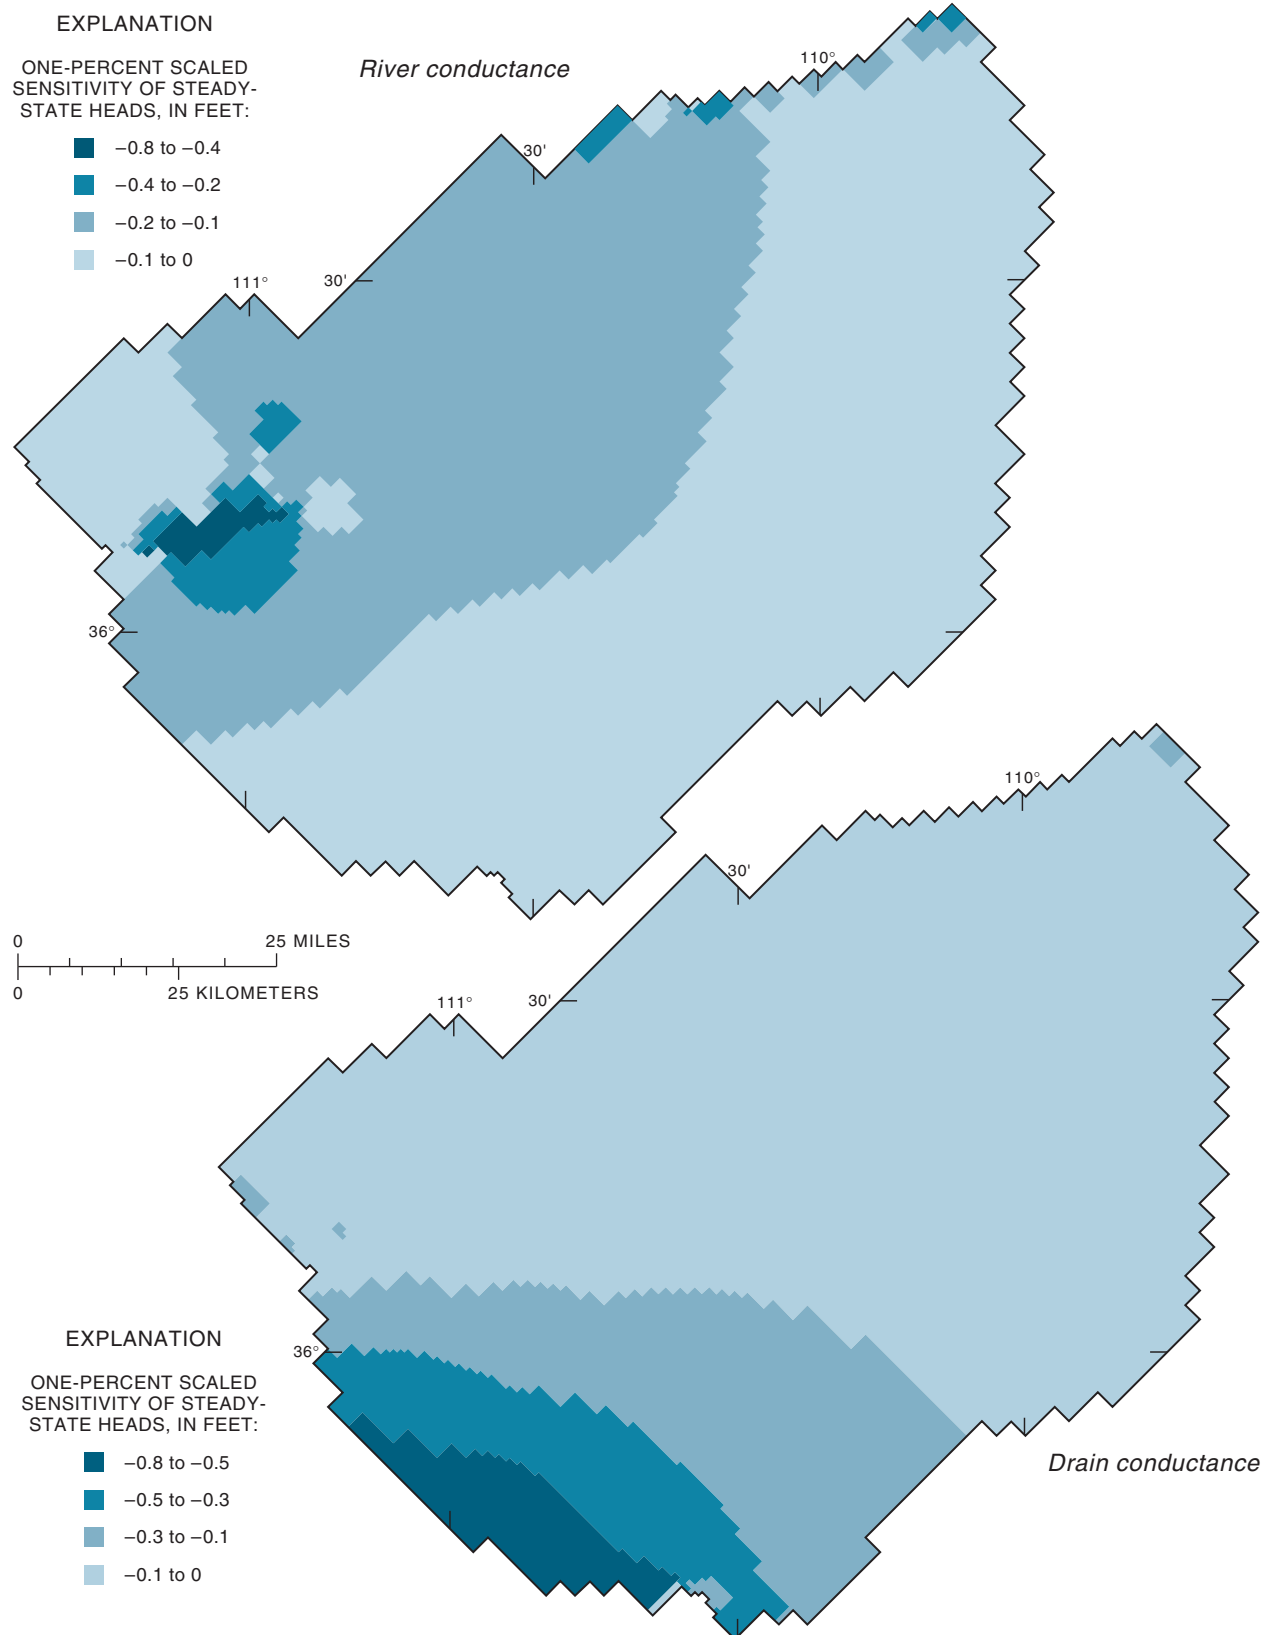 EXPLANATION
ONE-PERCENT SCALED
SENSITIVITY OF STEADY-
STATE HEADS, IN FEET:
−0.8 to −0.4
−0.4 to −0.2
−0.2 to −0.1
−0.1 to 0
River conductance
110°
30'
111°
30'
36°
0
25 MILES
0
25 KILOMETERS
110°
30'
111°
30'
36°
EXPLANATION
ONE-PERCENT SCALED
SENSITIVITY OF STEADY-
STATE HEADS, IN FEET:
−0.8 to −0.5
−0.5 to −0.3
−0.3 to −0.1
−0.1 to 0
Drain conductance